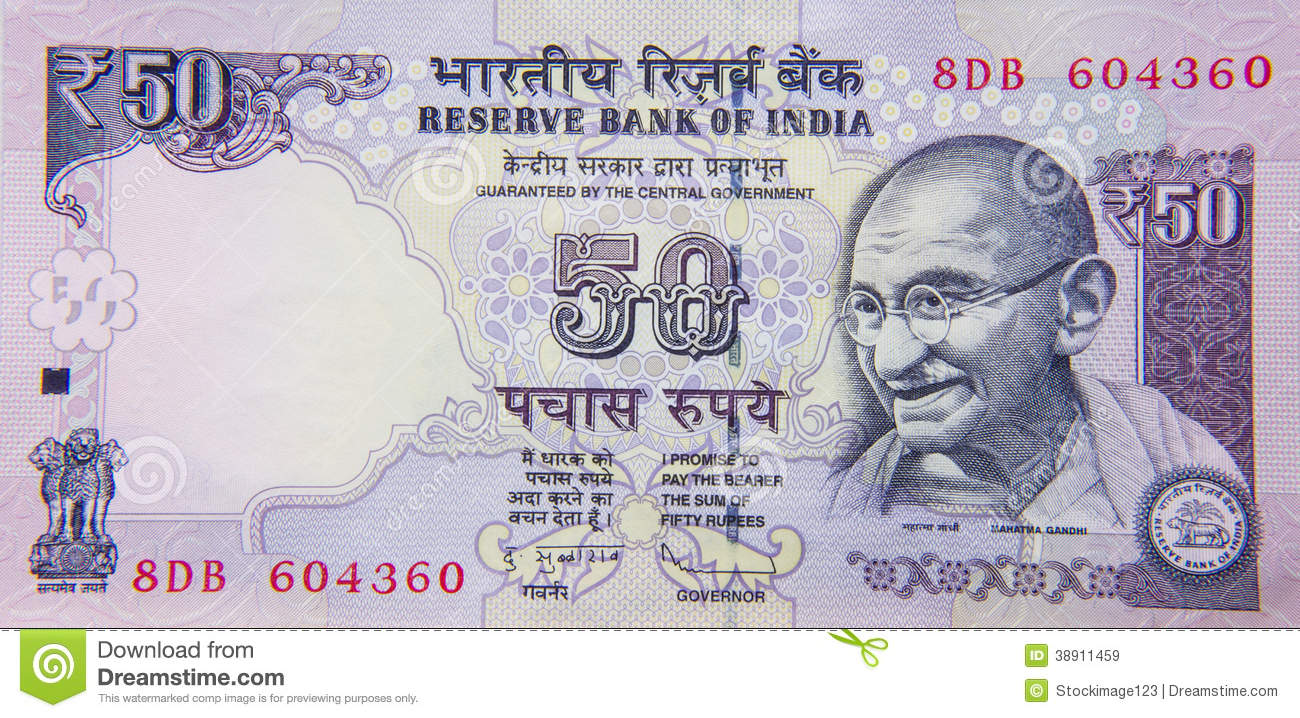 ₹50
भारतीय रिज़र्व बैंक
RESERVE BANK OF INDIA
8DB 604360
केन्द्रीय सरकार द्वारा प्रत्याभूत
GUARANTEED BY THE CENTRAL GOVERNMENT
₹50
50
पचास रुपये
मैं धारक को
पचास रुपये
अदा करने का
वचन देता हूँ।
I PROMISE TO
PAY THE BEARER
THE SUM OF
FIFTY RUPEES
दु. सुब्बाराव
गवर्नर
GOVERNOR
महात्मा गांधी
MAHATMA GANDHI
भारतीय रिज़र्व बैंक
RESERVE BANK OF INDIA
सत्यमेव जयते
8DB 604360
dreamstime
Download from
Dreamstime.com
This watermarked comp image is for previewing purposes only.
ID 38911459
© Stockimage123 | Dreamstime.com